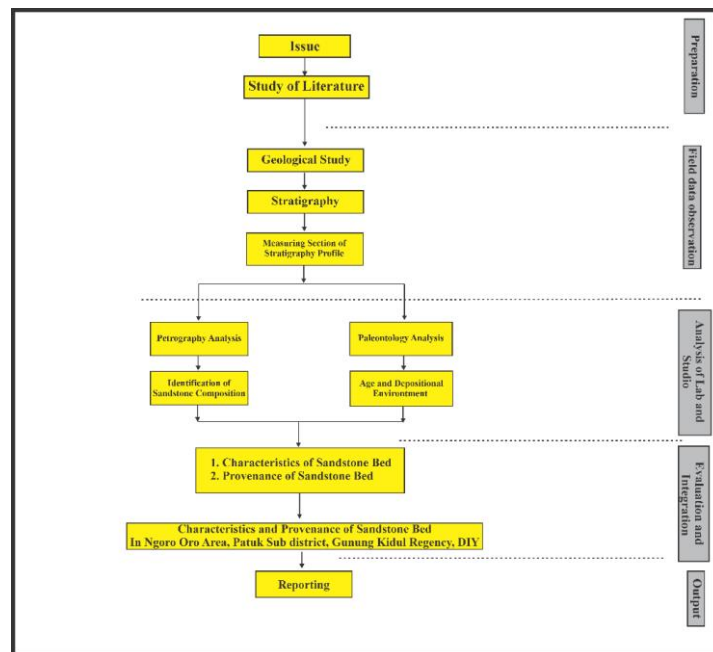 Issue
Study of Literature
Preparation
Geological Study
Stratigraphy
Measuring Section of
Stratigraphy Profile
Field data observation
Petrography Analysis
Paleontology Analysis
Identification of
Sandstone Composition
Age and Depositional
Environtment
Analysis of Lab and
Studio
1. Characteristics of Sandstone Bed
2. Provenance of Sandstone Bed
Characteristics and Provenance of Sandstone Bed
In Ngoro Oro Area, Patuk Sub district, Gunung Kidul Regency, DIY
Evaluation and
Integration
Reporting
Output